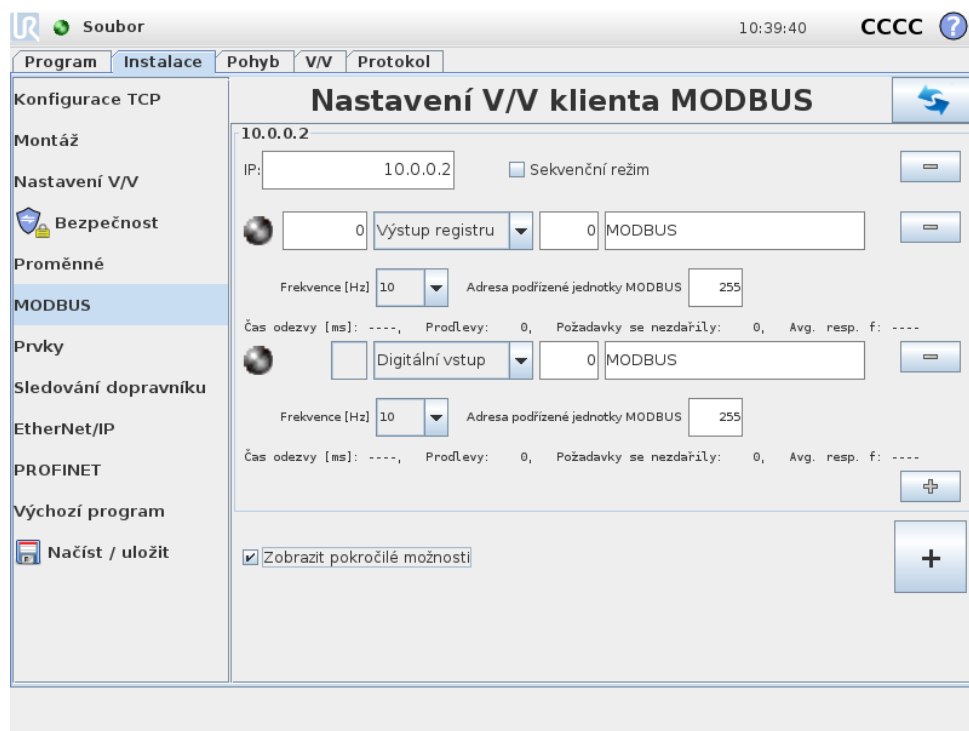 UR Soubor 10:39:40 CCCC ?
Program Instalace Pohyb V/V Protokol
Konfigurace TCP
Montáž
Nastavení V/V
Bezpečnost
Proměnné
MODBUS
Prvky
Sledování dopravníku
EtherNet/IP
PROFINET
Výchozí program
Načíst / uložit
Nastavení V/V klienta MODBUS
10.0.0.2
IP: 10.0.0.2 Sekvenční režim
0 Výstup registru 0 MODBUS
Frekvence [Hz] 10 Adresa podřízené jednotky MODBUS 255
Čas odezvy [ms]: ----, Prodlevy: 0, Požadavky se nezdařily: 0, Avg. resp. f: ----
Digitální vstup 0 MODBUS
Frekvence [Hz] 10 Adresa podřízené jednotky MODBUS 255
Čas odezvy [ms]: ----, Prodlevy: 0, Požadavky se nezdařily: 0, Avg. resp. f: ----
Zobrazit pokročilé možnosti